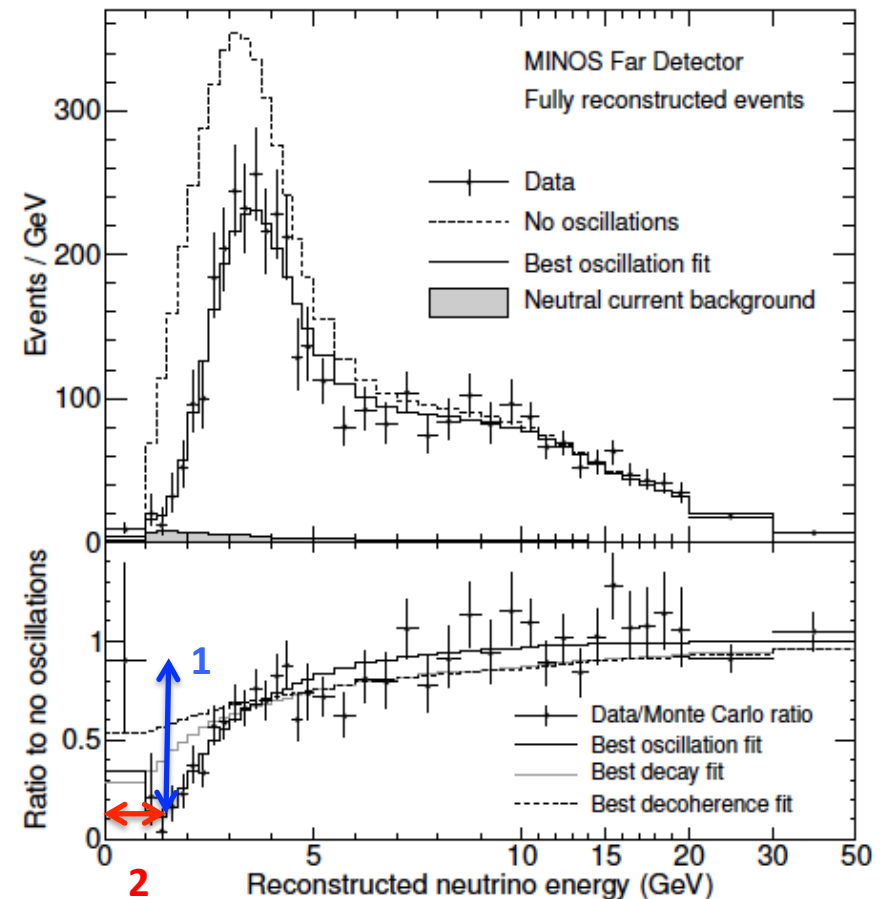 MINOS Far Detector
Fully reconstructed events
Data
No oscillations
Best oscillation fit
Neutral current background
Events / GeV
300
200
100
0
Ratio to no oscillations
1
0.5
0
1
Data/Monte Carlo ratio
Best oscillation fit
Best decay fit
Best decoherence fit
0 5 10 15 20 30 50
2
Reconstructed neutrino energy (GeV)